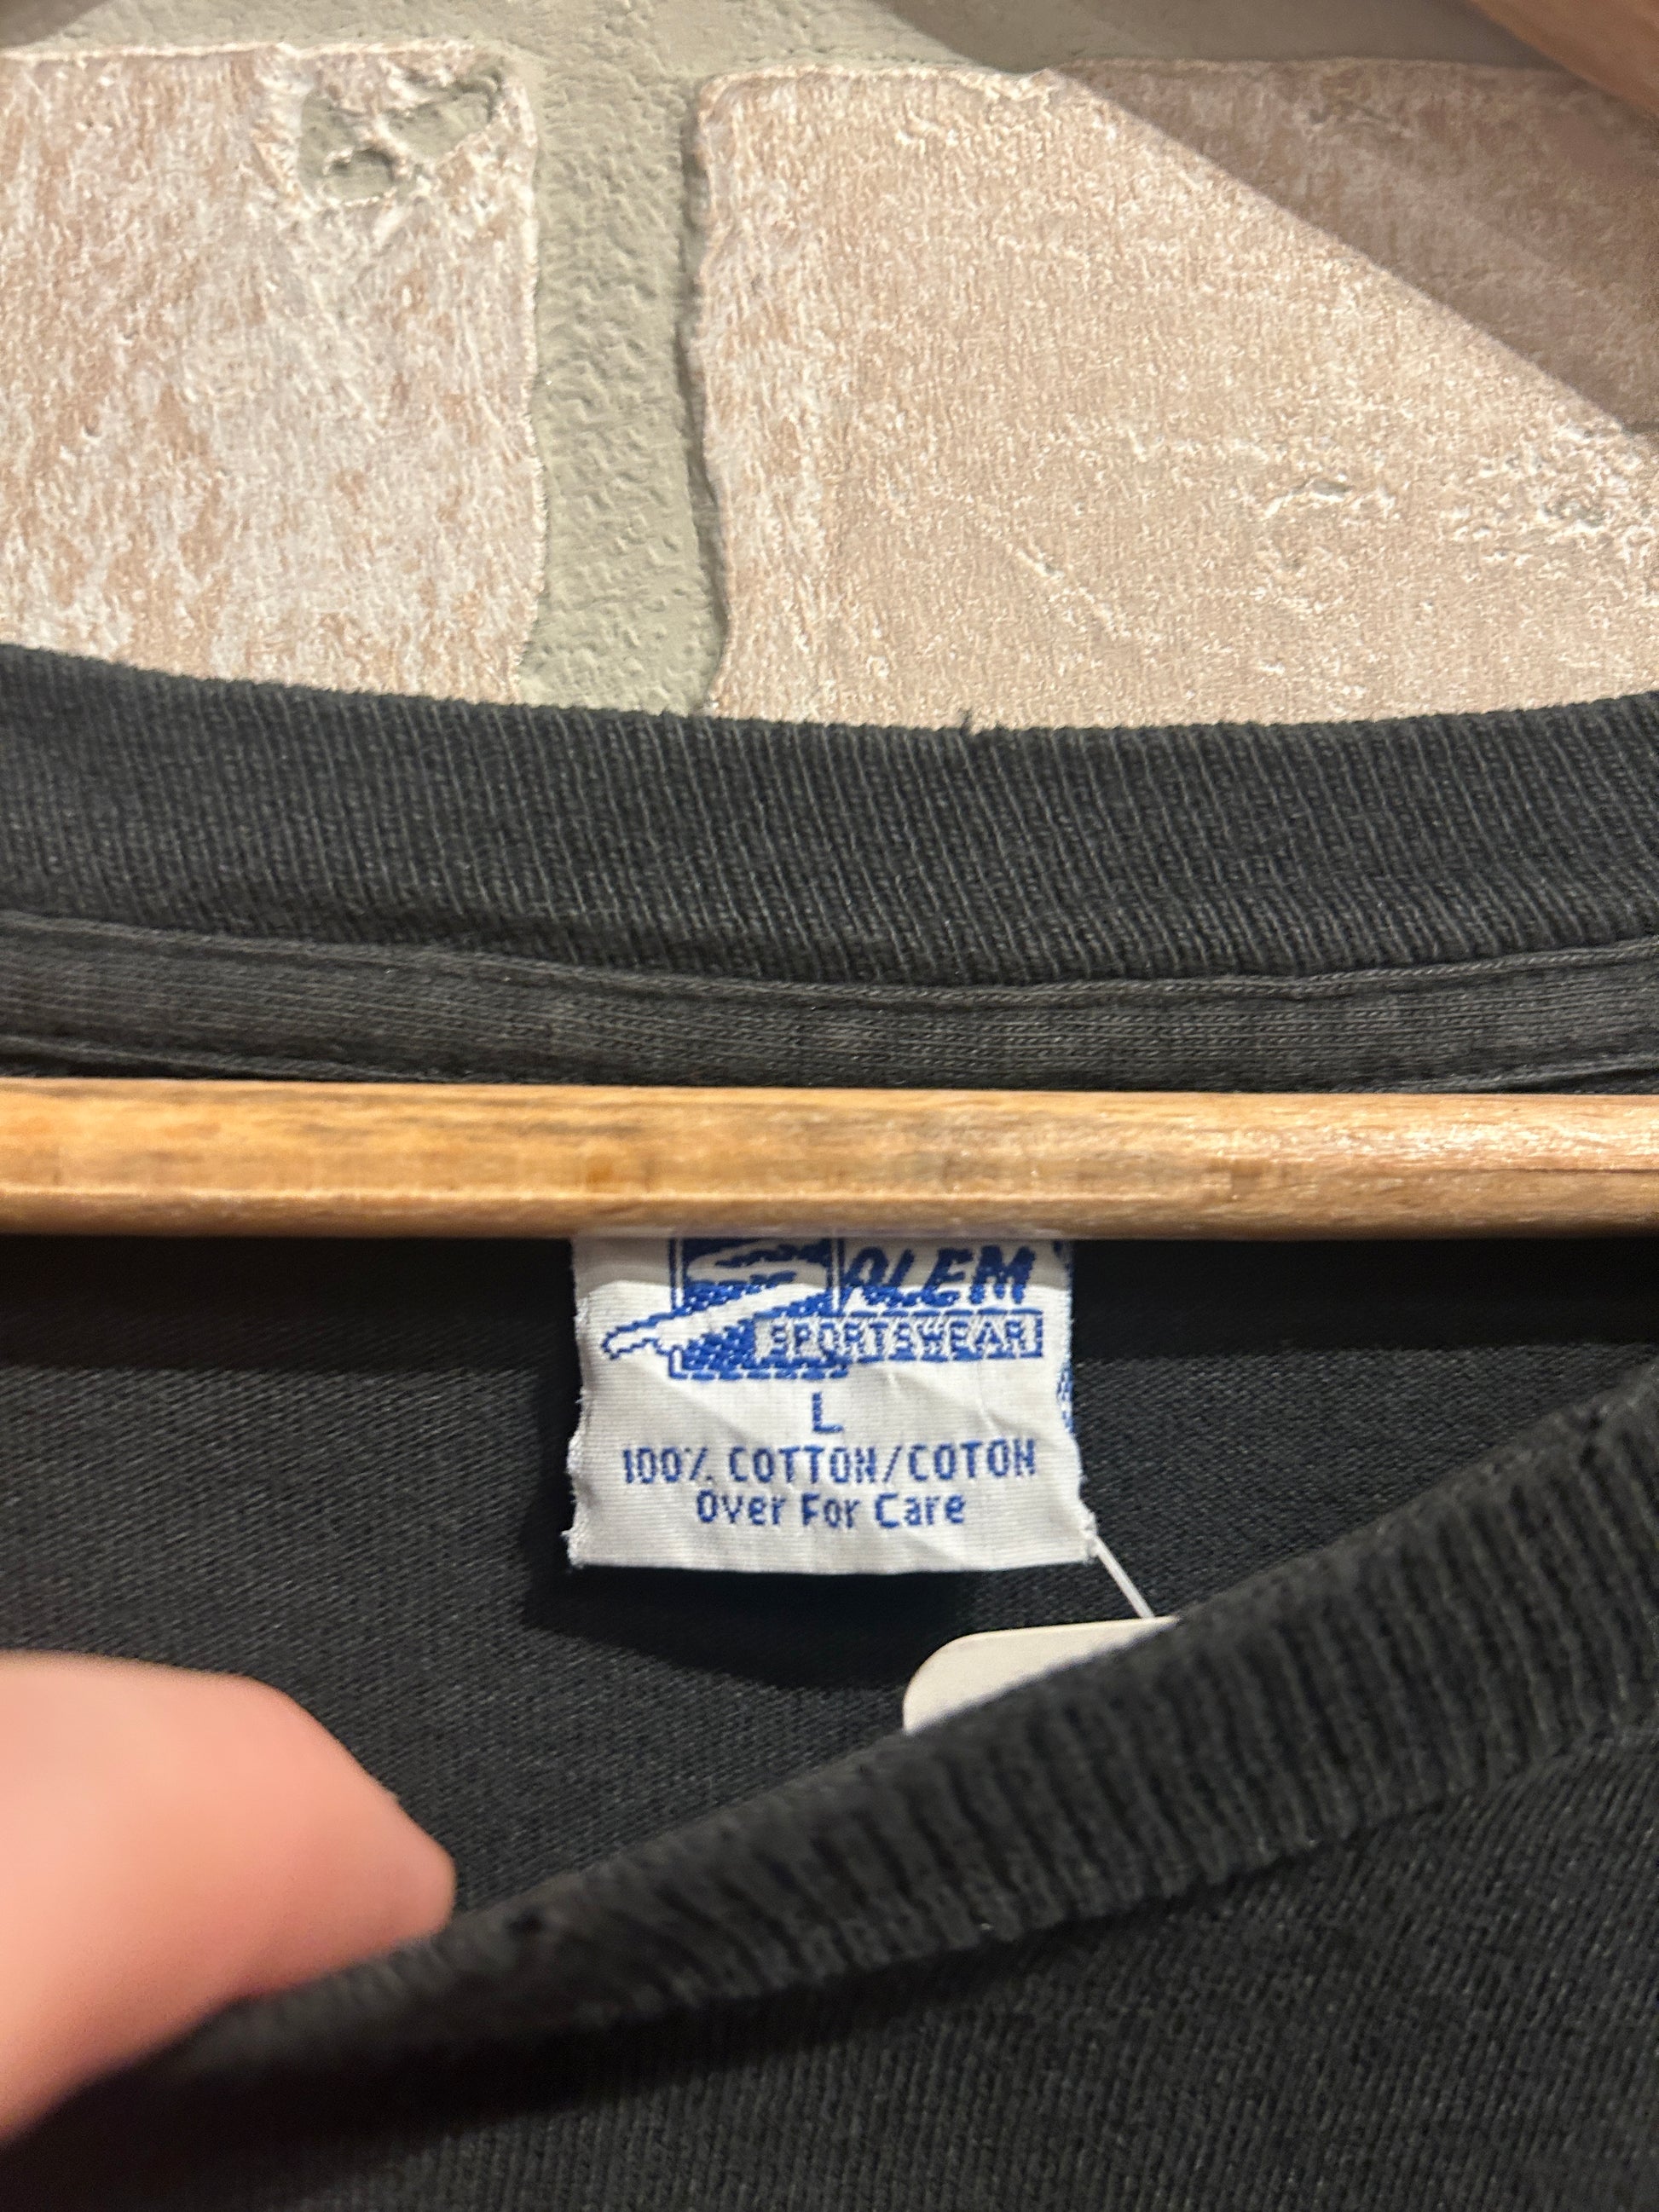 SALEM
SPORTSWEAR
L
100% COTTON/COTON
Over For Care